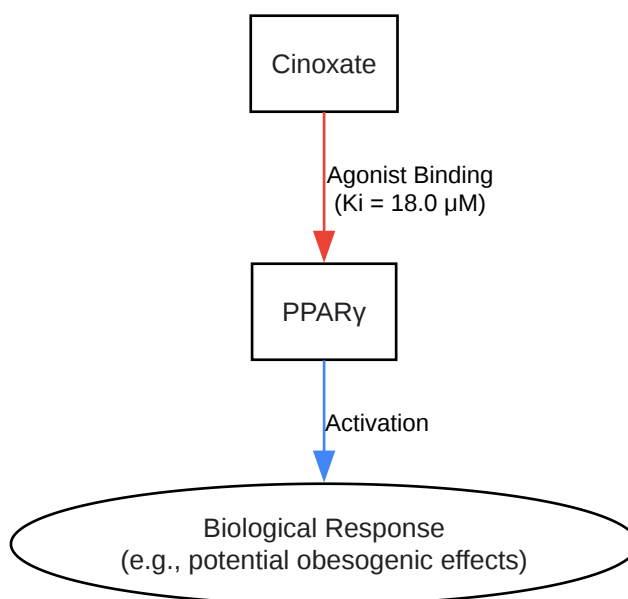 Cinoxate
Agonist Binding
(Ki = 18.0 μM)
PPARγ
Activation
Biological Response
(e.g., potential obesogenic effects)